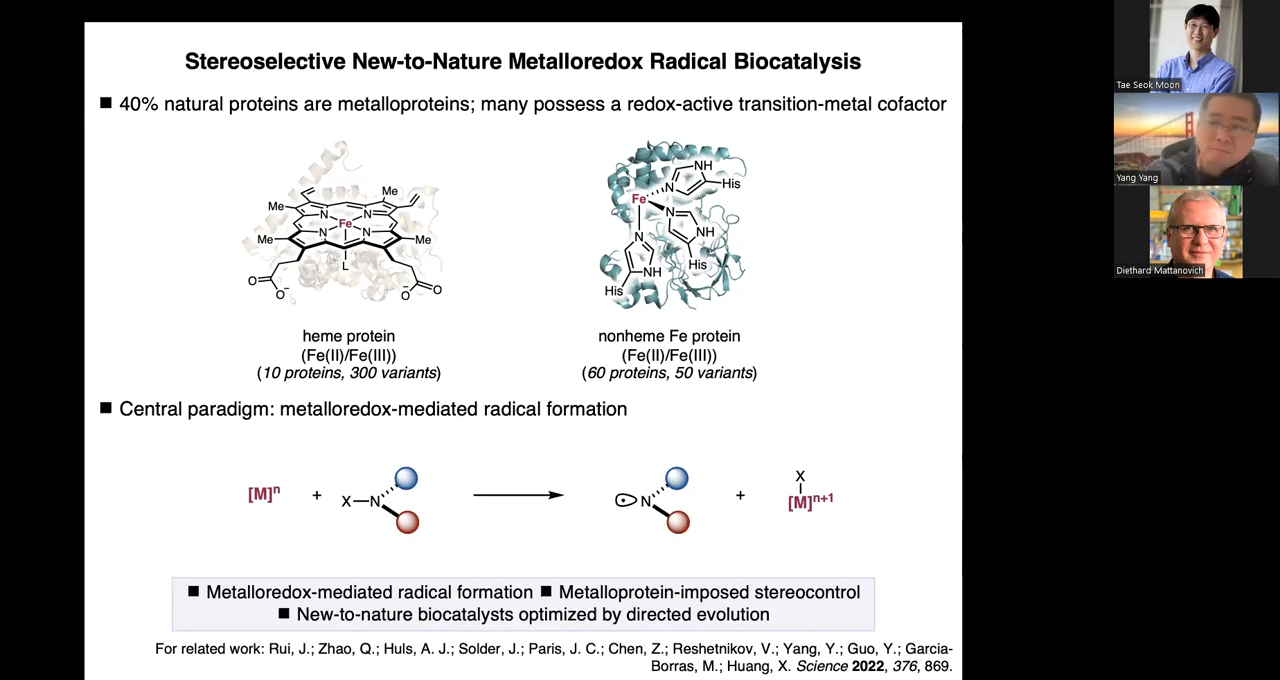 Stereoselective New-to-Nature Metalloredox Radical Biocatalysis
■ 40% natural proteins are metalloproteins; many possess a redox-active transition-metal cofactor
Me
Me
N
N
Fe
N
N
Me
Me
L
O
O⁻
O⁻
O
heme protein
(Fe(II)/Fe(III))
(10 proteins, 300 variants)
NH
N
His
Fe
N
NH
His
N
NH
His
nonheme Fe protein
(Fe(II)/Fe(III))
(60 proteins, 50 variants)
■ Central paradigm: metalloredox-mediated radical formation
[M]ⁿ + X—N
N + X
[M]ⁿ⁺¹
■ Metalloredox-mediated radical formation ■ Metalloprotein-imposed stereocontrol
■ New-to-nature biocatalysts optimized by directed evolution
For related work: Rui, J.; Zhao, Q.; Huls, A. J.; Solder, J.; Paris, J. C.; Chen, Z.; Reshetnikov, V.; Yang, Y.; Guo, Y.; Garcia-
Borras, M.; Huang, X. Science 2022, 376, 869.
Tae Seok Moon
Yang Yang
Diethard Mattanovich